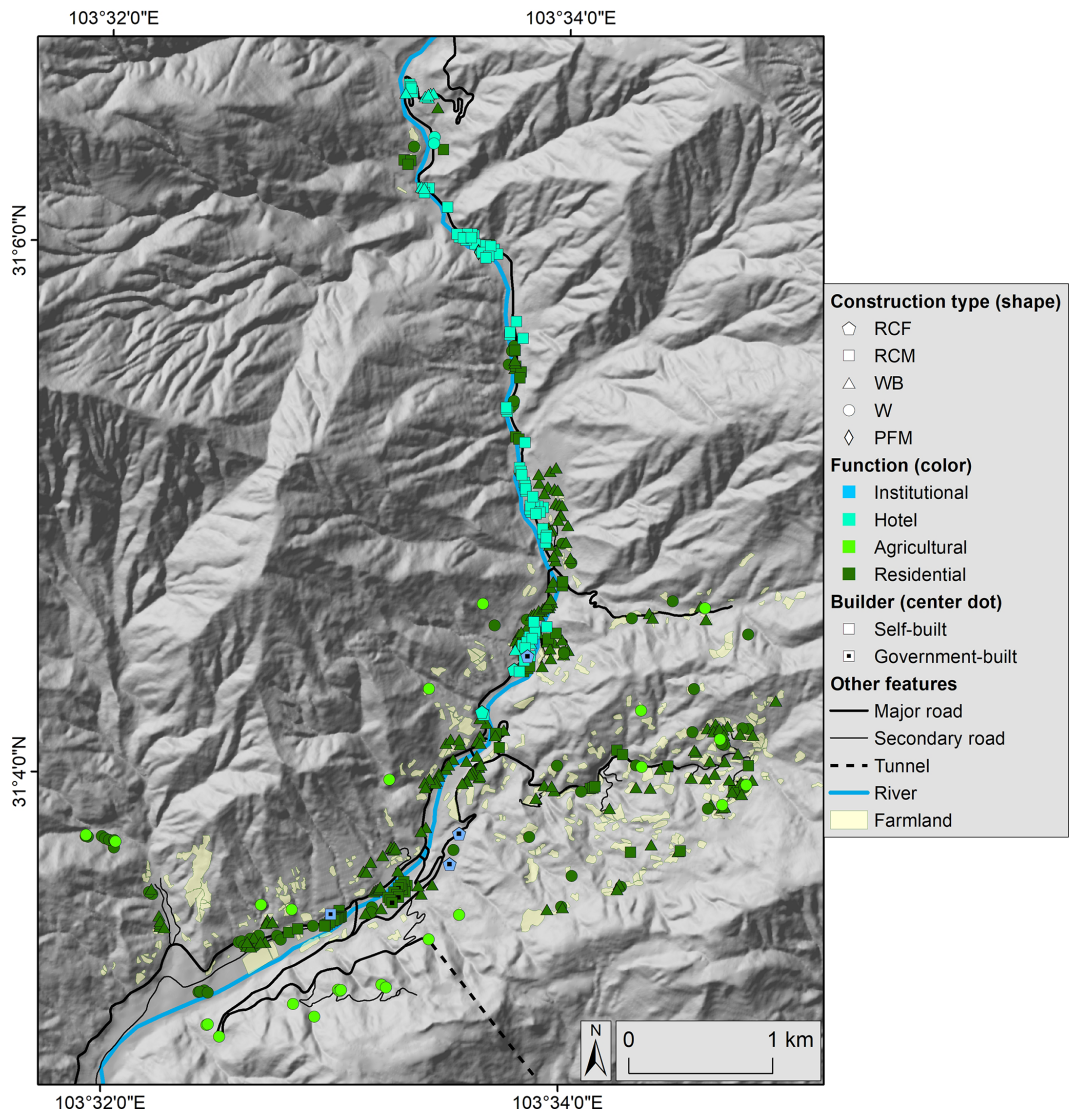 103°32'0"E
103°34'0"E
31°6'0"N
31°4'0"N
Construction type (shape)
RCF
RCM
WB
W
PFM
Function (color)
Institutional
Hotel
Agricultural
Residential
Builder (center dot)
Self-built
Government-built
Other features
Major road
Secondary road
Tunnel
River
Farmland
N
0
1 km
103°32'0"E
103°34'0"E